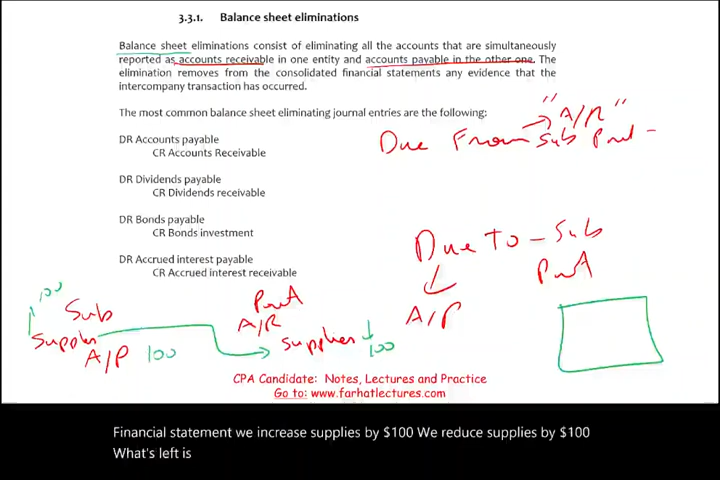 3.3.1. Balance sheet eliminations
Balance sheet eliminations consist of eliminating all the accounts that are simultaneously
reported as accounts receivable in one entity and accounts payable in the other one. The
elimination removes from the consolidated financial statements any evidence that the
intercompany transaction has occurred.
The most common balance sheet eliminating journal entries are the following:
"A/R"
Due From Sub
DR Accounts payable
CR Accounts Receivable
DR Dividends payable
CR Dividends receivable
DR Bonds payable
CR Bonds investment
Due To - Sub
DR Accrued interest payable
CR Accrued interest receivable
100
Sub
A/R
A/P
Supplies
supplies
A/P 100
100
CPA Candidate: Notes, Lectures and Practice
Go to: www.farhatlectures.com
Financial statement we increase supplies by $100 We reduce supplies by $100
What's left is